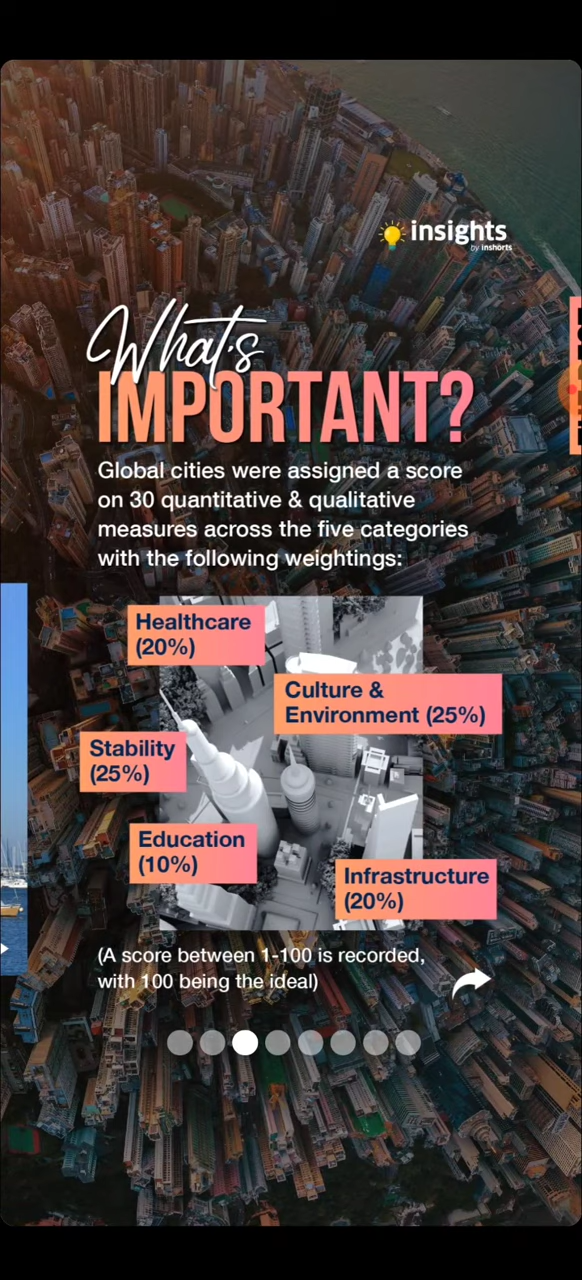 insights
by inshorts
What's
IMPORTANT?
Global cities were assigned a score
on 30 quantitative & qualitative
measures across the five categories
with the following weightings:
Healthcare
(20%)
Culture &
Environment (25%)
Stability
(25%)
Education
(10%)
Infrastructure
(20%)
(A score between 1-100 is recorded,
with 100 being the ideal)